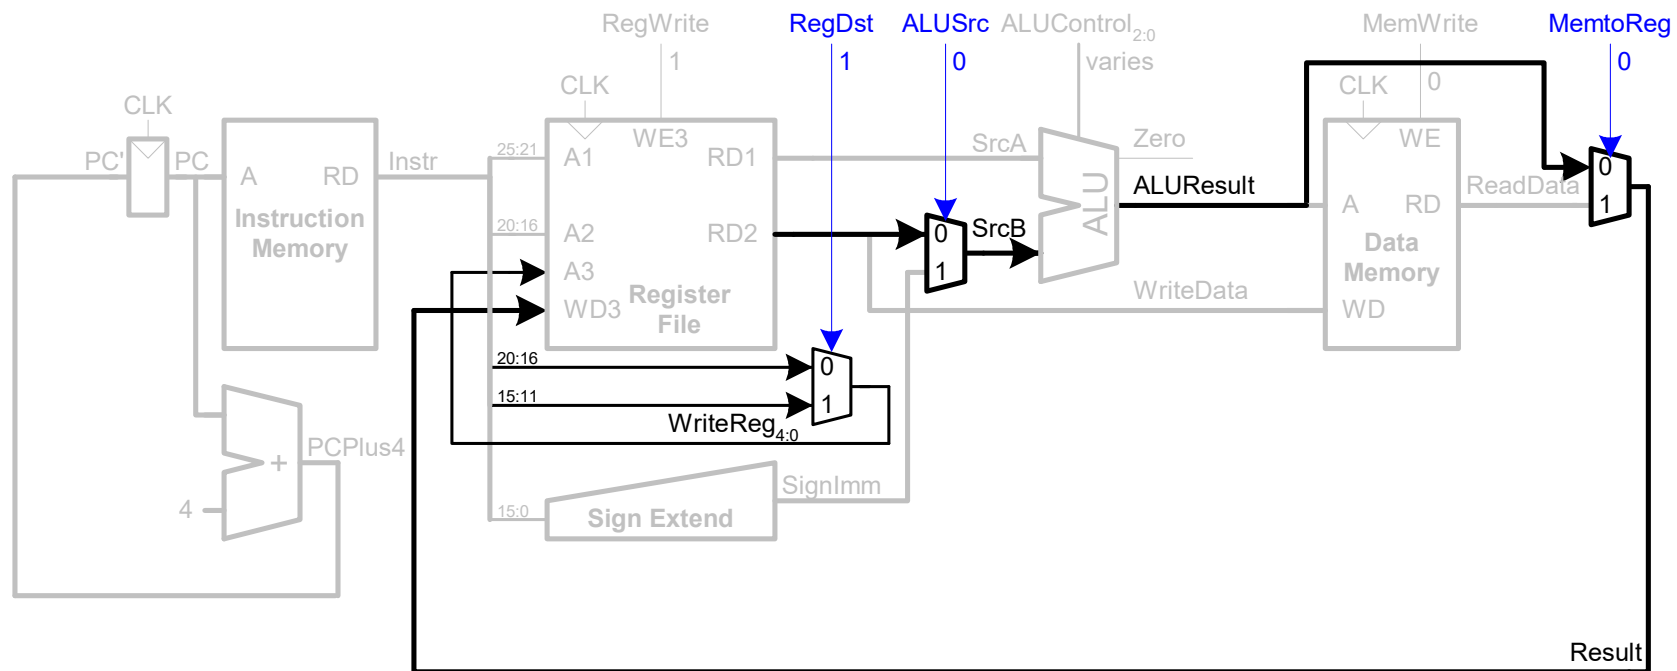 RegWrite RegDst ALUSrc ALUControl2:0 MemWrite MemtoReg
1 1 0 varies 0 0
CLK CLK CLK
PC' PC Instr 25:21 A1 WE3 RD1 SrcA Zero WE 0
A RD ALUResult ReadData
Instruction Memory
20:16 A2 RD2 0 SrcB ALU A RD 1
A3 1 Data Memory
WD3 Register File WriteData WD
20:16 0
15:11 1
WriteReg4:0
PCPlus4
+
4
SignImm
15:0 Sign Extend
Result